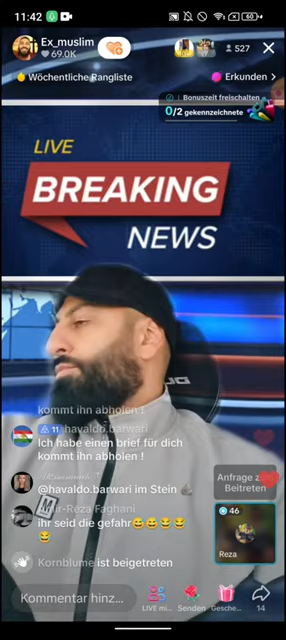 11:42
60
Ex_muslim
69.0K
527
Wöchentliche Rangliste
Erkunden >
Bonuszeit freischalten
0/2 gekennzeichnete
LIVE
BREAKING
NEWS
kommt ihn abholen !
11 havaldo.barwari
Ich habe einen brief für dich
kommt ihn abholen !
@havaldo.barwari im Stein
-Reza Faghani
ihr seid die gefahr😂😂😂😂
😂
Kornblume ist beigetreten
Anfrage
Beitreten
46
Reza
Kommentar hinz...
LIVE mi...
Senden
Gesche...
14